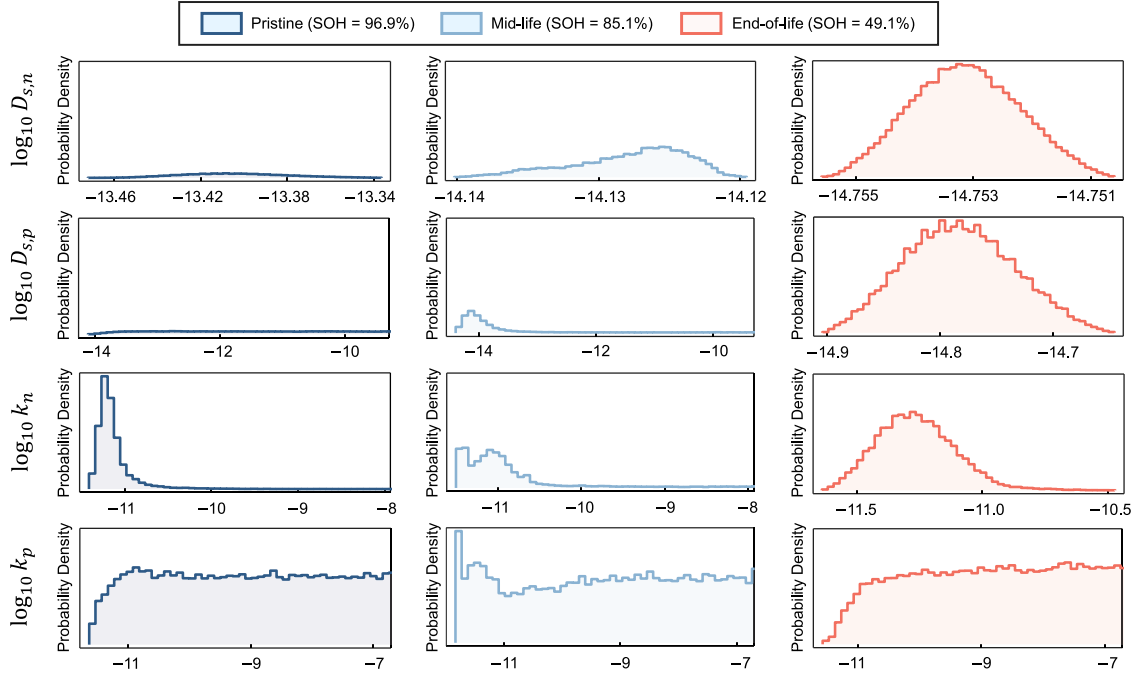 Pristine (SOH = 96.9%) Mid-life (SOH = 85.1%) End-of-life (SOH = 49.1%)
log₁₀ Dₛ,ₙ
Probability Density
−13.46 −13.42 −13.38 −13.34
Probability Density
−14.14 −14.13 −14.12
Probability Density
−14.755 −14.753 −14.751
log₁₀ Dₛ,ₚ
Probability Density
−14 −12 −10
Probability Density
−14 −12 −10
Probability Density
−14.9 −14.8 −14.7
log₁₀ kₙ
Probability Density
−11 −10 −9 −8
Probability Density
−11 −10 −9 −8
Probability Density
−11.5 −11.0 −10.5
log₁₀ kₚ
Probability Density
−11 −9 −7
Probability Density
−11 −9 −7
Probability Density
−11 −9 −7